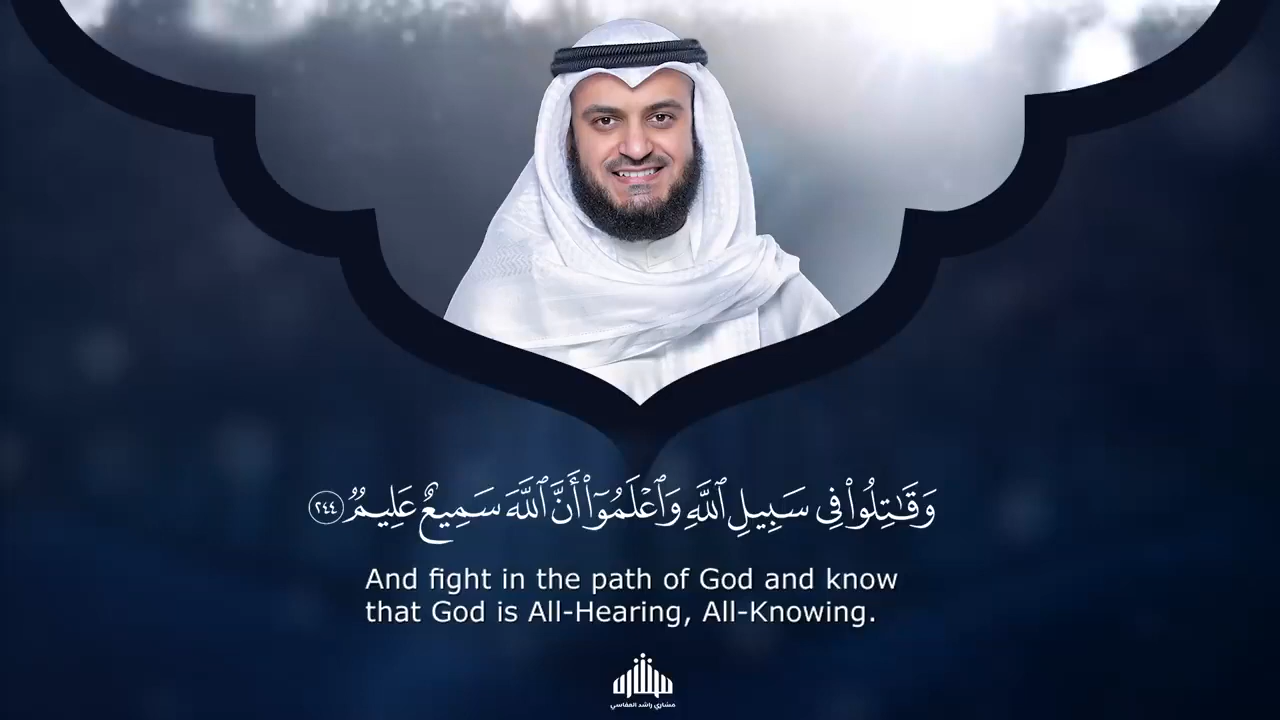 وَقَـٰتِلُوا۟ فِى سَبِيلِ ٱللَّهِ وَٱعْلَمُوٓا۟ أَنَّ ٱللَّهَ سَمِيعٌ عَلِيمٌۭ ٢٤٤
And fight in the path of God and know
that God is All-Hearing, All-Knowing.
مشاري راشد العفاسي